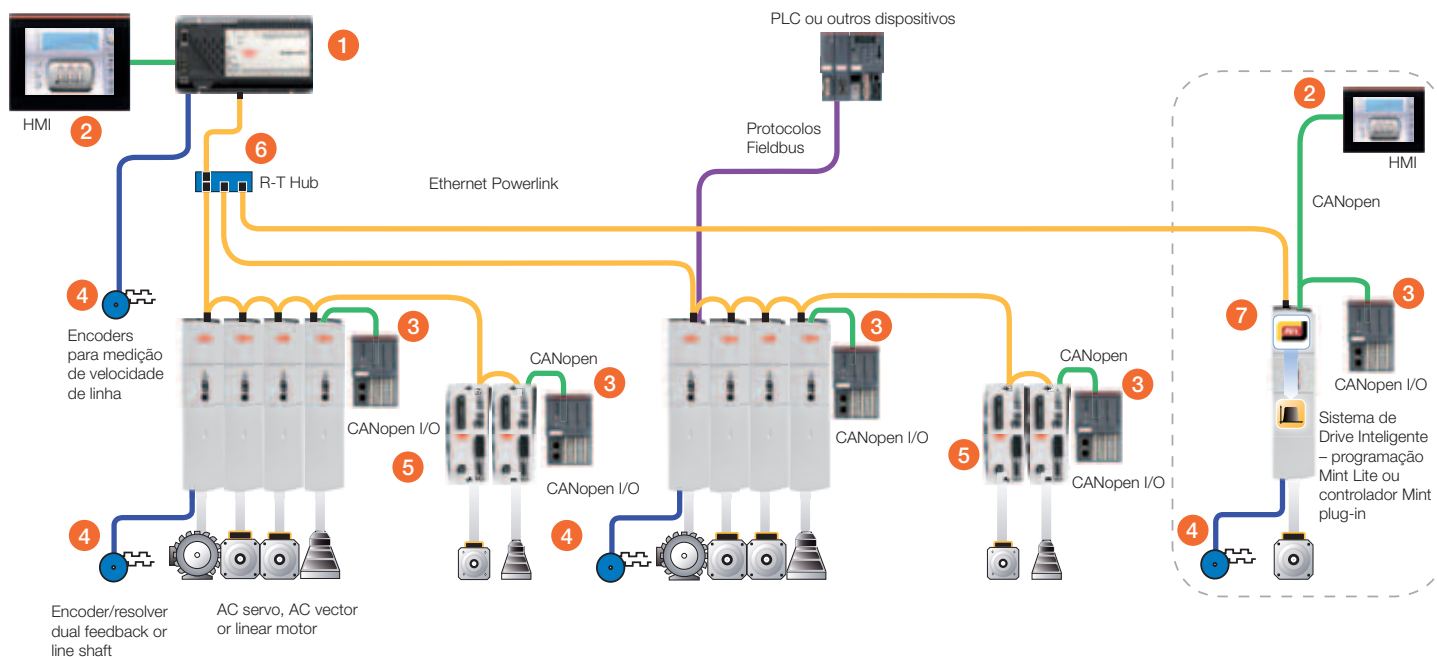 PLC ou outros dispositivos
1
2
HMI
2
HMI
6
Protocolos
Fieldbus
R-T Hub
Ethernet Powerlink
CANopen
4
Encoders
para medição
de velocidade
de linha
3
CANopen I/O
CANopen
3
5
CANopen I/O
3
CANopen I/O
CANopen
3
5
CANopen I/O
7
3
CANopen I/O
Sistema de
Drive Inteligente
– programação
Mint Lite ou
controlador Mint
plug-in
4
4
4
Encoder/resolver
dual feedback or
line shaft
AC servo, AC vector
or linear motor